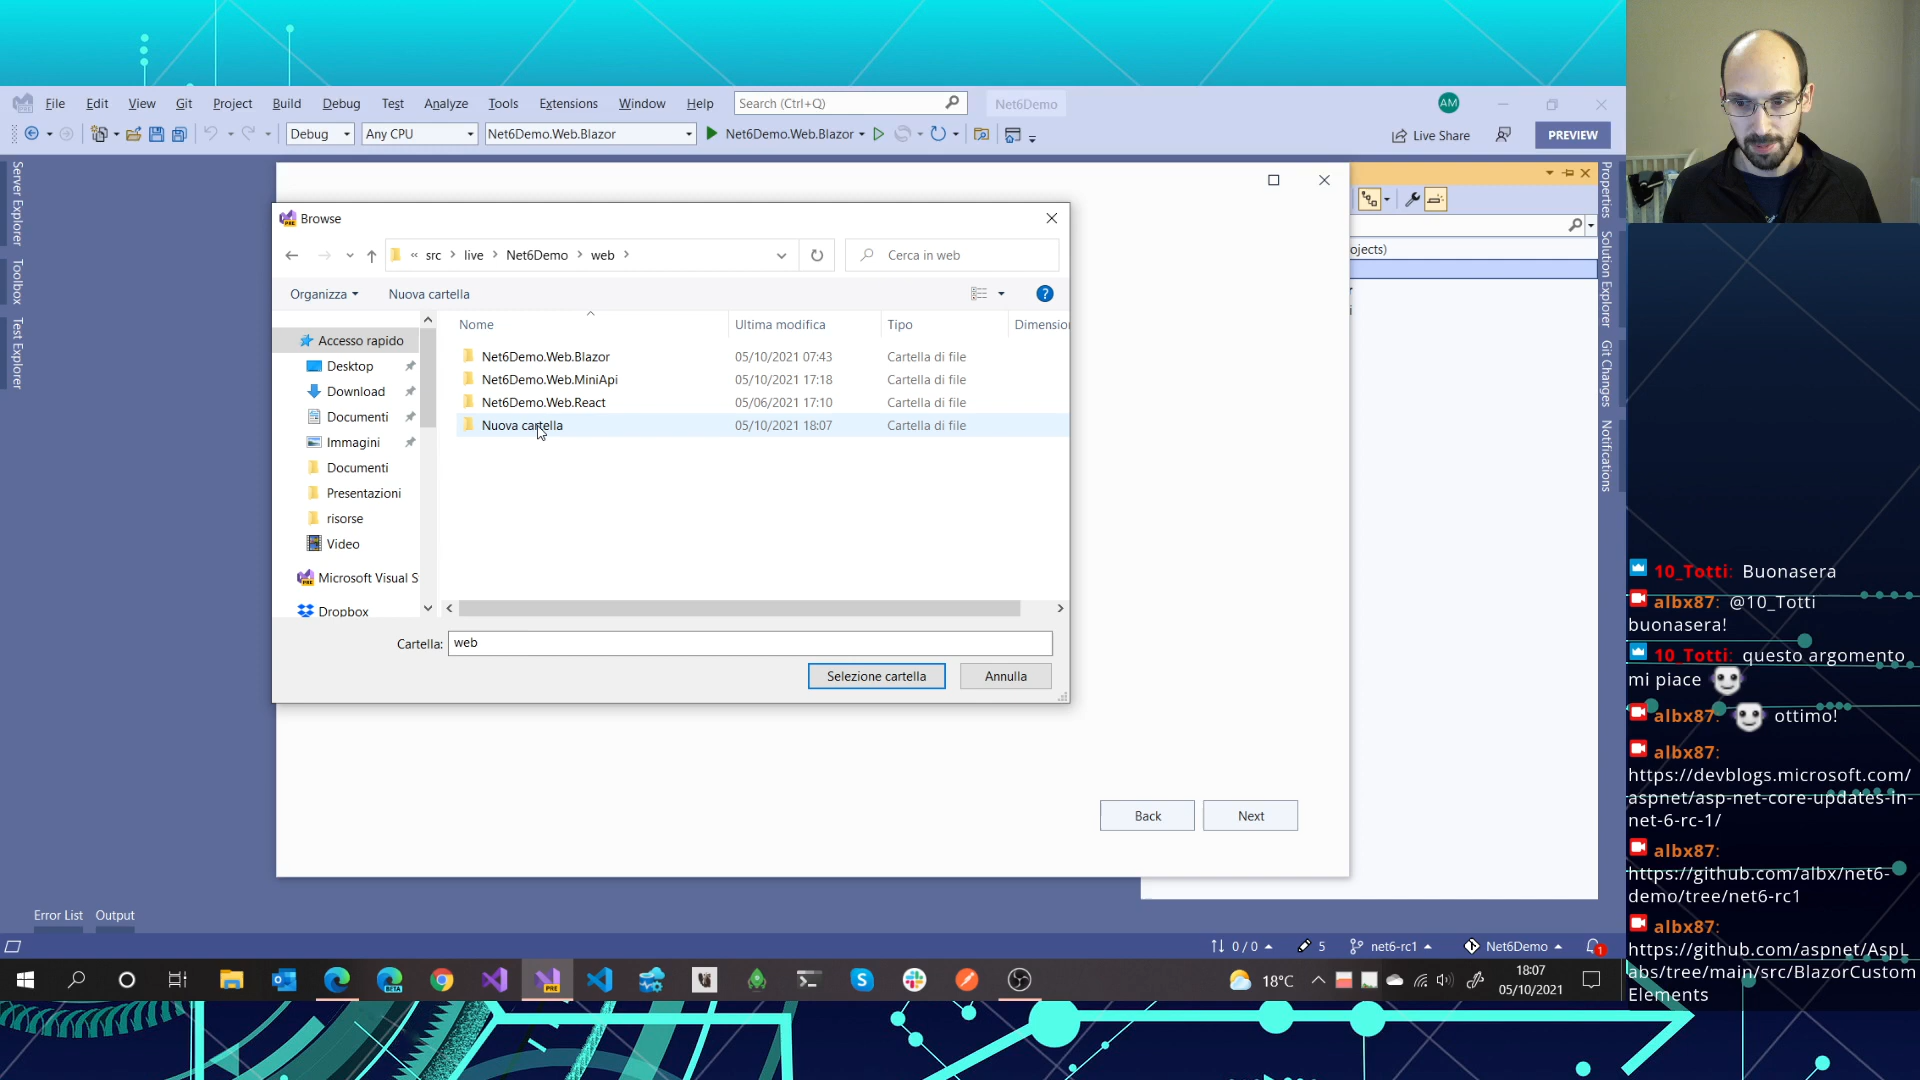 File Edit View Git Project Build Debug Test Analyze Tools Extensions Window Help Search (Ctrl+Q) Net6Demo AM
Debug Any CPU Net6Demo.Web.Blazor Net6Demo.Web.Blazor Live Share PREVIEW
Server Explorer
Toolbox
Test Explorer
Browse
src live Net6Demo web Cerca in web
Organizza Nuova cartella
Nome Ultima modifica Tipo Dimensio
Net6Demo.Web.Blazor 05/10/2021 07:43 Cartella di file
Net6Demo.Web.MiniApi 05/10/2021 17:18 Cartella di file
Net6Demo.Web.React 05/06/2021 17:10 Cartella di file
Nuova cartella 05/10/2021 18:07 Cartella di file
Accesso rapido
Desktop
Download
Documenti
Immagini
Documenti
Presentazioni
risorse
Video
Microsoft Visual S
Dropbox
Cartella: web
Selezione cartella Annulla
Back Next
ojects)
Properties
Solution Explorer
Git Changes
Notifications
Error List Output
0 / 0 5 net6-rc1 Net6Demo 1
18°C 18:07
05/10/2021
10_Totti: Buonasera
albx87: @10_Totti
buonasera!
10_Totti: questo argomento
mi piace
albx87: ottimo!
albx87:
https://devblogs.microsoft.com/
aspnet/asp-net-core-updates-in-
net-6-rc-1/
albx87:
https://github.com/albx/net6-
demo/tree/net6-rc1
albx87:
https://github.com/aspnet/AspL
abs/tree/main/src/BlazorCustom
Elements